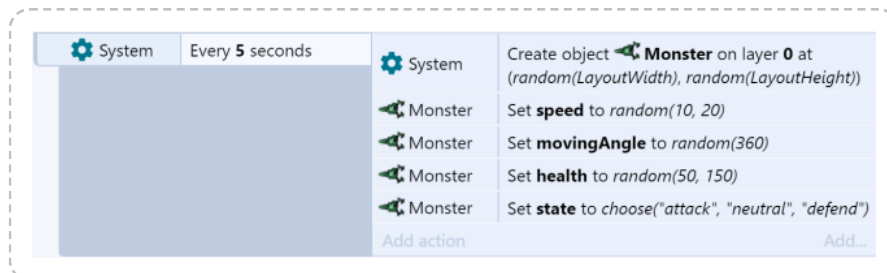 System Every 5 seconds
System Create object Monster on layer 0 at
(random(LayoutWidth), random(LayoutHeight))
Monster Set speed to random(10, 20)
Monster Set movingAngle to random(360)
Monster Set health to random(50, 150)
Monster Set state to choose("attack", "neutral", "defend")
Add action Add...